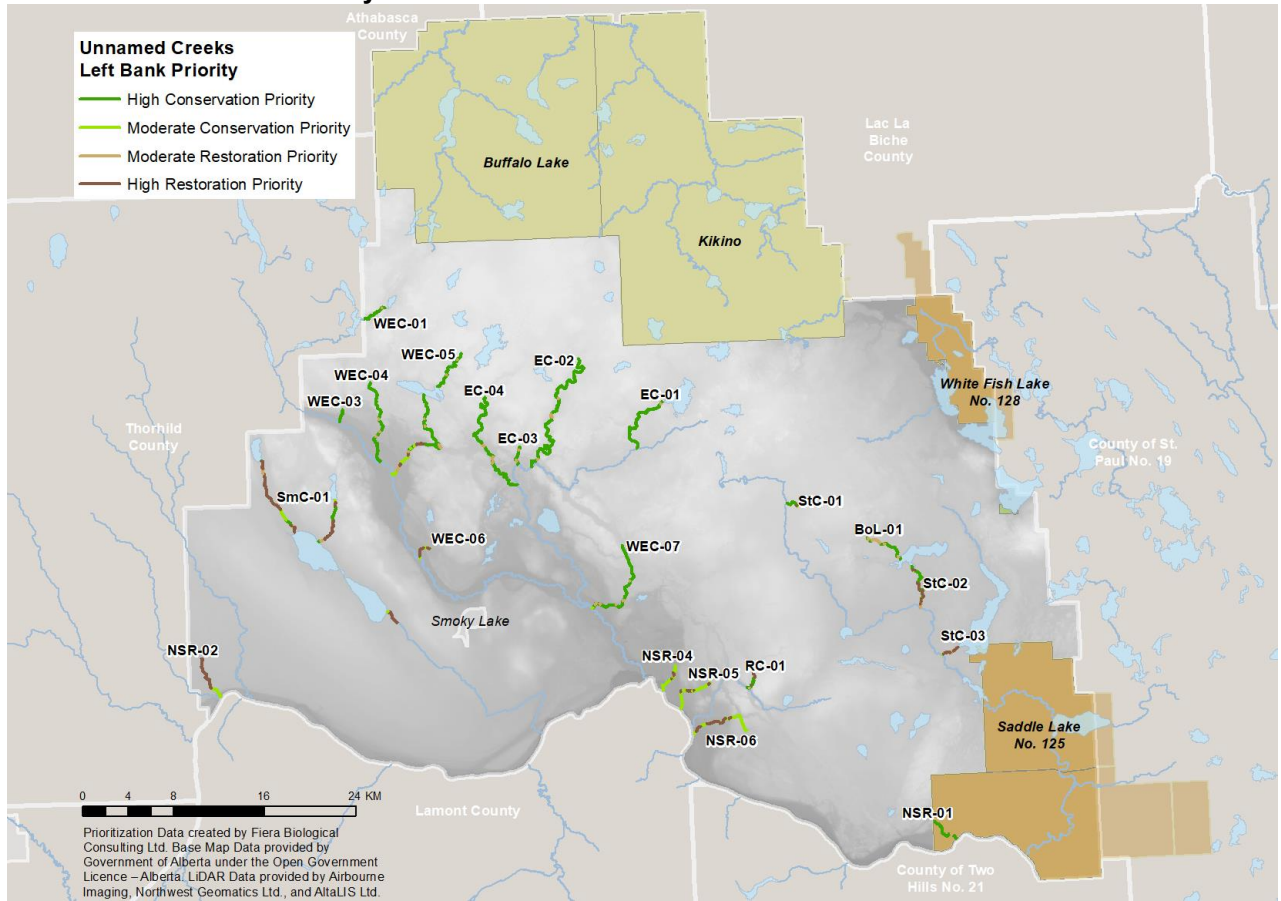 Athabasca
County
Unnamed Creeks
Left Bank Priority
High Conservation Priority
Moderate Conservation Priority
Moderate Restoration Priority
High Restoration Priority
Lac La
Biche
County
Buffalo Lake
Kikino
WEC-01
WEC-05
EC-02
WEC-04
EC-04
EC-01
WEC-03
White Fish Lake
No. 128
Thorhild
County
EC-03
County of St.
Paul No. 19
SmC-01
StC-01
BoL-01
WEC-06
WEC-07
StC-02
Smoky Lake
StC-03
NSR-02
NSR-04
NSR-05
RC-01
NSR-06
Saddle Lake
No. 125
0 4 8 16 24 KM
Lamont County
NSR-01
Prioritization Data created by Fiera Biological
Consulting Ltd. Base Map Data provided by
Government of Alberta under the Open Government
Licence – Alberta. LiDAR Data provided by Airbourne
Imaging, Northwest Geomatics Ltd., and AltaLIS Ltd.
County of Two
Hills No. 21